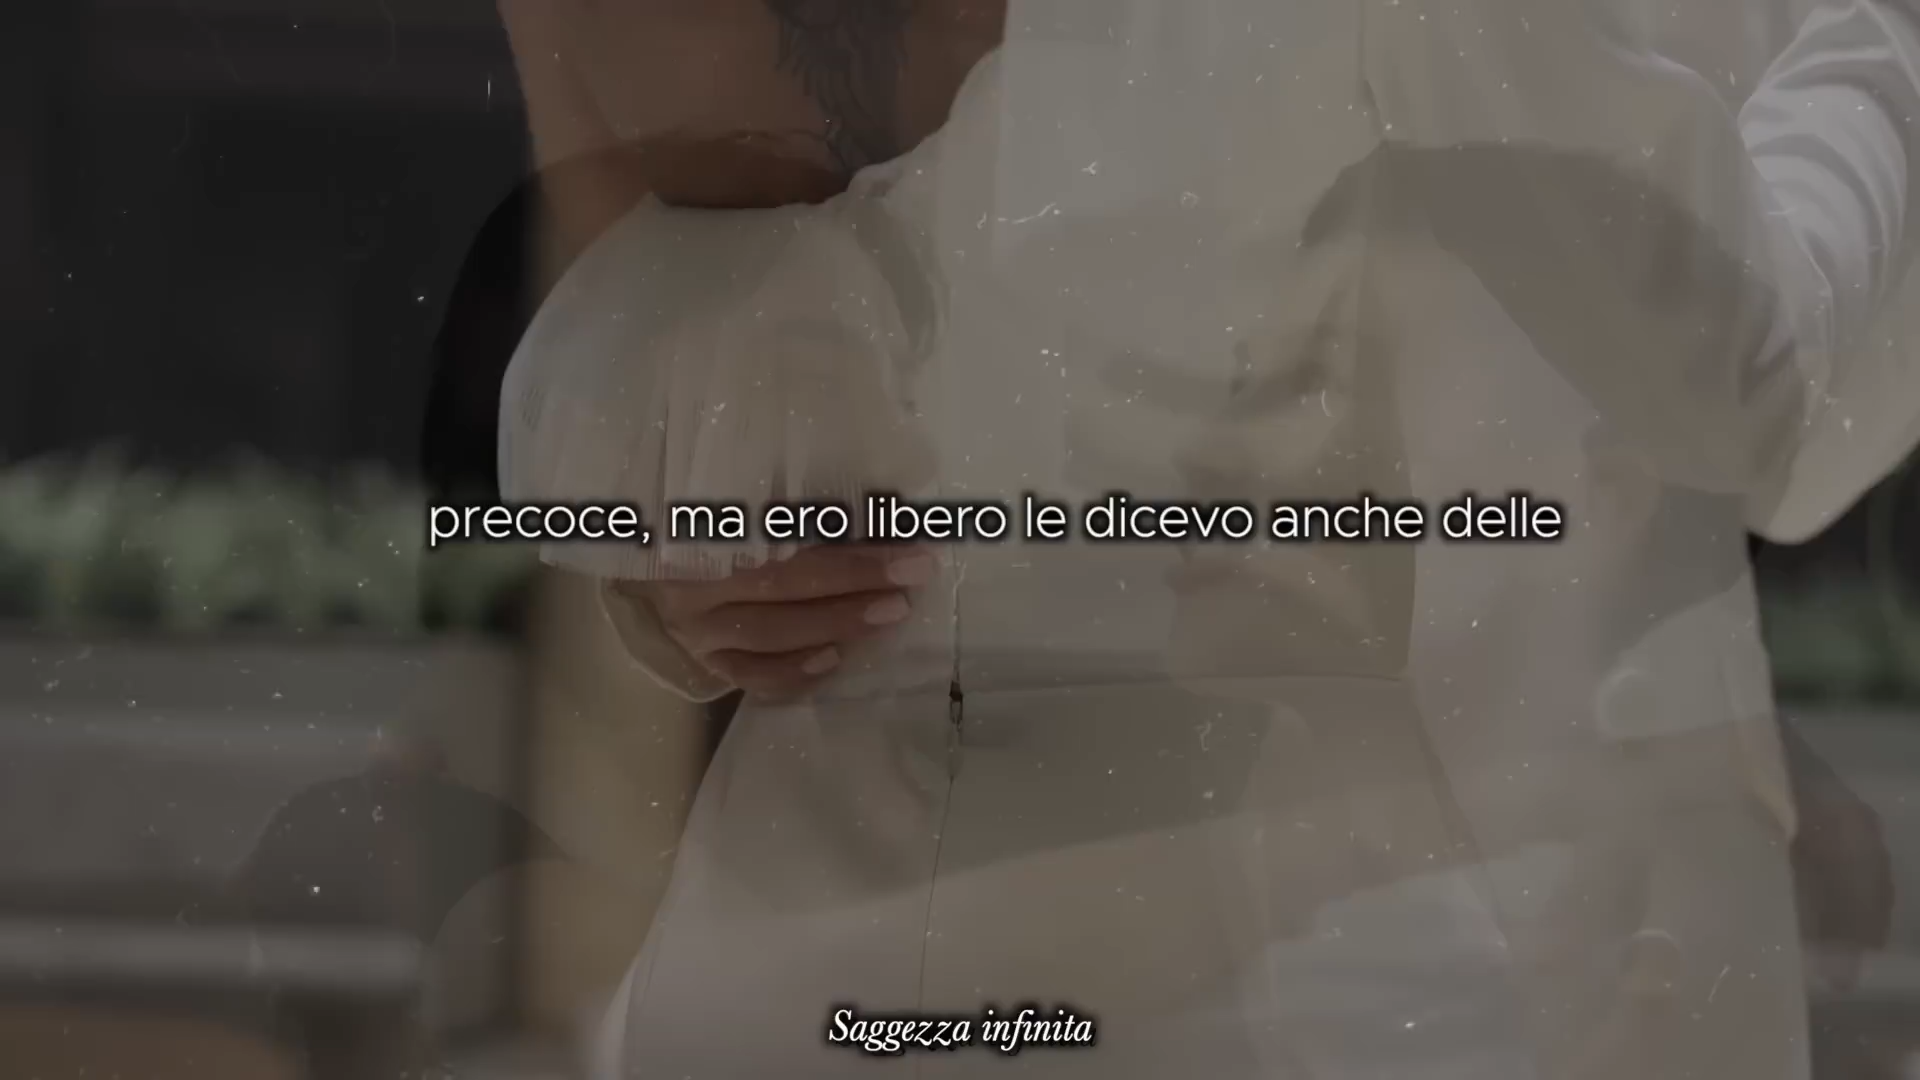 precoce, ma ero libero le dicevo anche delle
Saggezza infinita